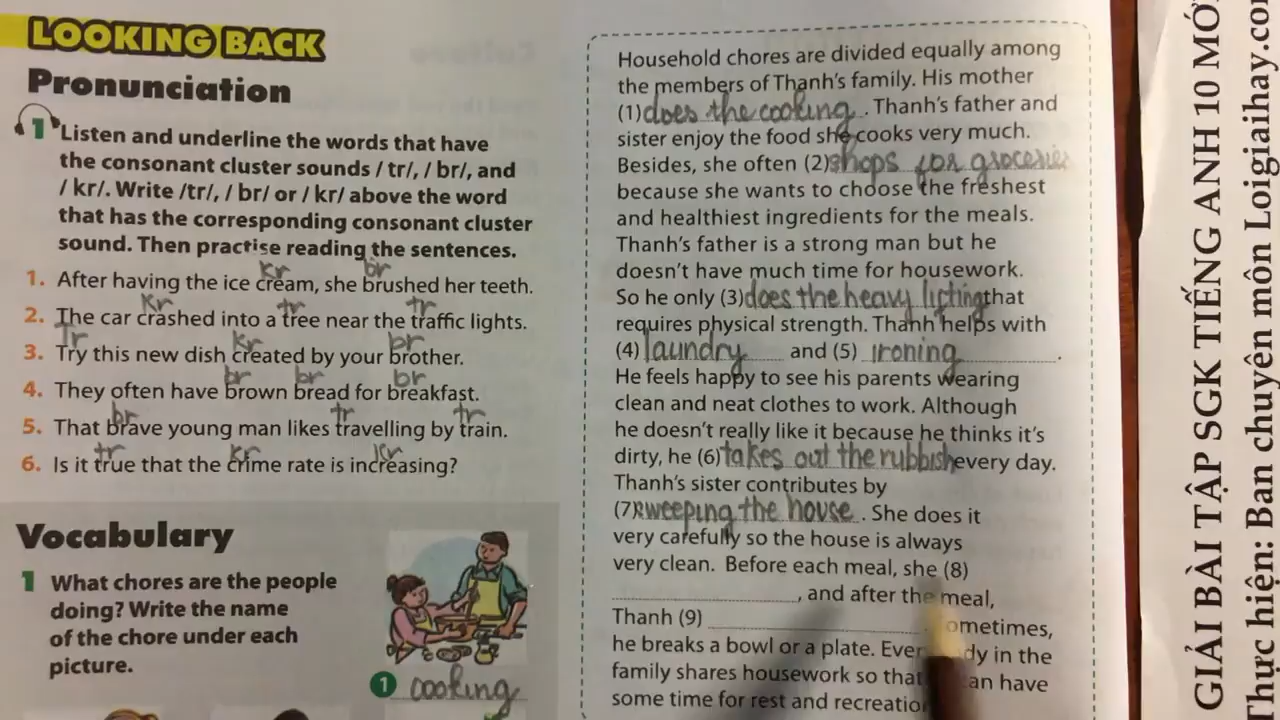 LOOKING BACK
Pronunciation
1 Listen and underline the words that have
the consonant cluster sounds / tr/, / br/, and
/ kr/. Write /tr/, / br/ or / kr/ above the word
that has the corresponding consonant cluster
sound. Then practise reading the sentences.
kr br
1. After having the ice cream, she brushed her teeth.
kr tr tr
2. The car crashed into a tree near the traffic lights.
Tr kr br
3. Try this new dish created by your brother.
br br br
4. They often have brown bread for breakfast.
br tr tr
5. That brave young man likes travelling by train.
tr kr kr
6. Is it true that the crime rate is increasing?
Vocabulary
1 What chores are the people
doing? Write the name
of the chore under each
picture.
1 cooking
Household chores are divided equally among
the members of Thanh's family. His mother
(1) does the cooking. Thanh's father and
sister enjoy the food she cooks very much.
Besides, she often (2) shops for groceries
because she wants to choose the freshest
and healthiest ingredients for the meals.
Thanh's father is a strong man but he
doesn't have much time for housework.
So he only (3) does the heavy lifting that
requires physical strength. Thanh helps with
(4) laundry and (5) ironing.
He feels happy to see his parents wearing
clean and neat clothes to work. Although
he doesn't really like it because he thinks it's
dirty, he (6) takes out the rubbish every day.
Thanh's sister contributes by
(7) sweeping the house. She does it
very carefully so the house is always
very clean. Before each meal, she (8)
, and after the meal,
Thanh (9)
he breaks a bowl or a plate. in the
family shares housework so that have
some time for rest and
GIẢI BÀI TẬP SGK TIẾNG ANH 10 MỚI
Thực hiện: Ban chuyên môn Loigiaihay.com